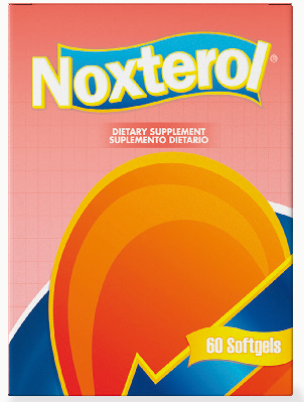 Noxterol®
DIETARY SUPPLEMENT
SUPLEMENTO DIETARIO
60 Softgels